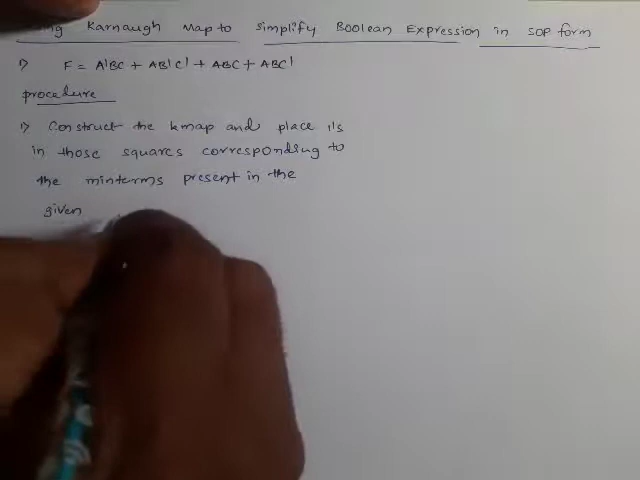 Karnaugh Map to simplify Boolean Expression in SOP form
1) F = A'BC + AB'C' + ABC + ABC'
procedure
1) Construct the kmap and place 1's
in those squares corresponding to
the minterms present in the
given